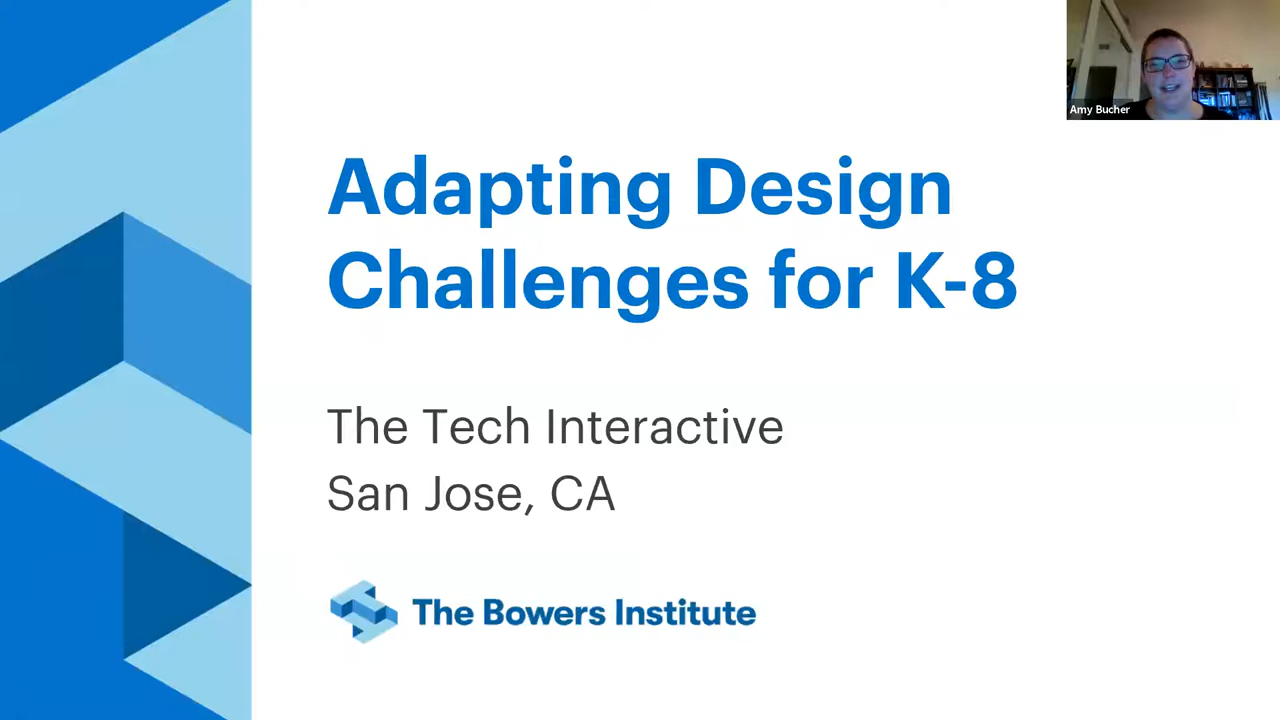 Adapting Design
Challenges for K-8
The Tech Interactive
San Jose, CA
The Bowers Institute
Amy Bucher